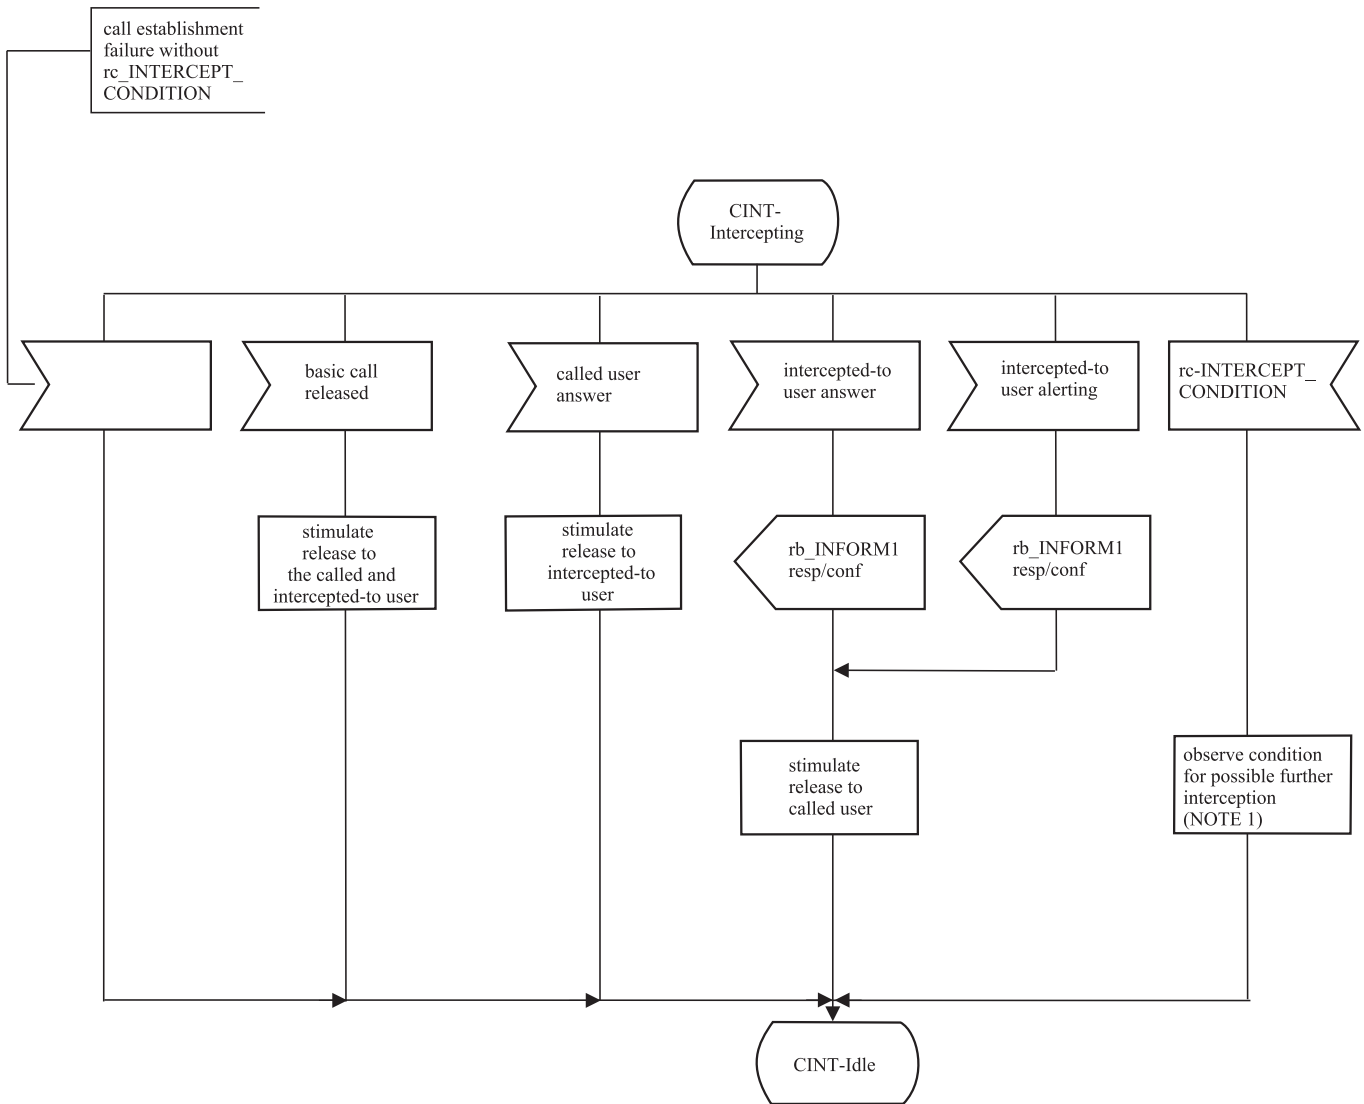 call establishment
failure without
rc_INTERCEPT_
CONDITION
CINT-
Intercepting
basic call
released
called user
answer
intercepted-to
user answer
intercepted-to
user alerting
rc-INTERCEPT_
CONDITION
stimulate
release to
the called and
intercepted-to user
stimulate
release to
intercepted-to
user
rb_INFORM1
resp/conf
rb_INFORM1
resp/conf
stimulate
release to
called user
observe condition
for possible further
interception
(NOTE 1)
CINT-Idle